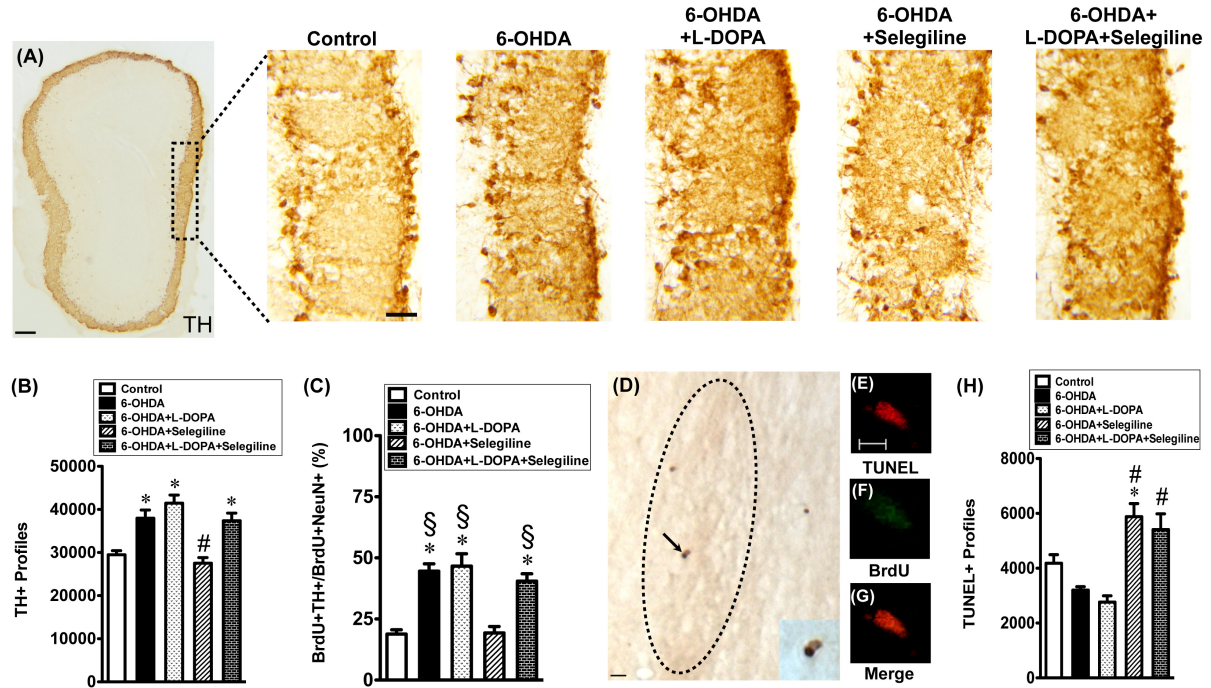 (A)
TH
Control
6-OHDA
6-OHDA
+L-DOPA
6-OHDA
+Selegiline
6-OHDA+
L-DOPA+Selegiline
(B)
Control
6-OHDA
6-OHDA+L-DOPA
6-OHDA+Selegiline
6-OHDA+L-DOPA+Selegiline
TH+ Profiles
50000
40000
30000
20000
10000
0
*
*
#
*
(C)
Control
6-OHDA
6-OHDA+L-DOPA
6-OHDA+Selegiline
6-OHDA+L-DOPA+Selegiline
BrdU+TH+/BrdU+NeuN+ (%)
100
75
50
25
0
§
*
§
*
§
*
(D)
(E)
TUNEL
(F)
BrdU
(G)
Merge
(H)
Control
6-OHDA
6-OHDA+L-DOPA
6-OHDA+Selegiline
6-OHDA+L-DOPA+Selegiline
TUNEL+ Profiles
8000
6000
4000
2000
0
#
*
#